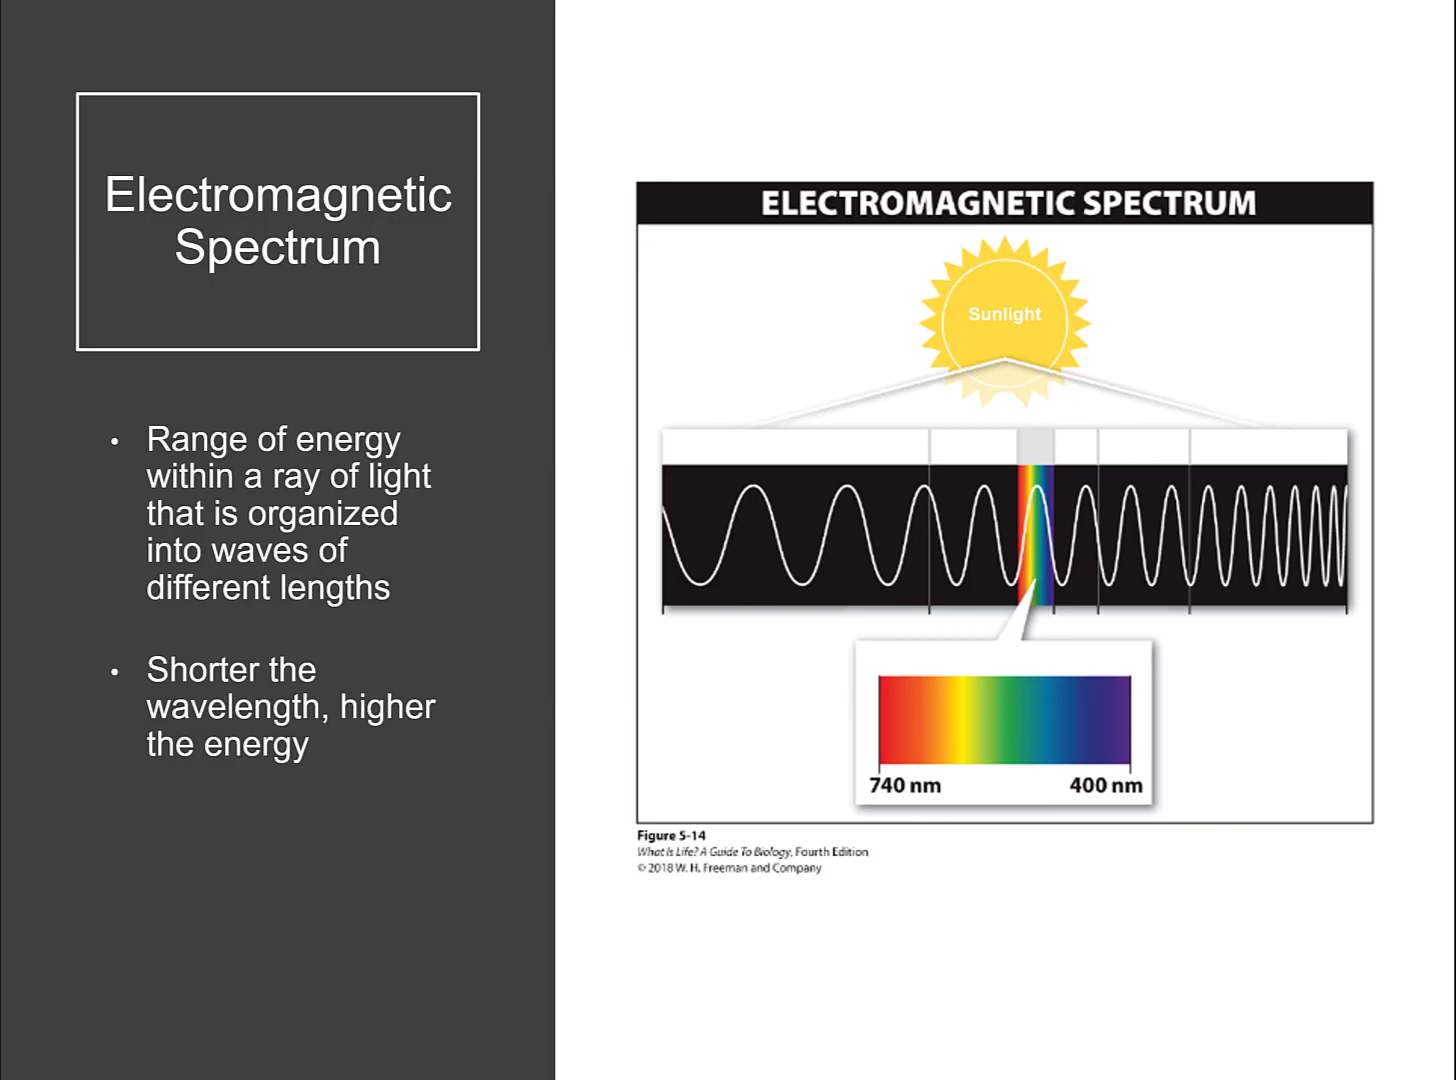 Electromagnetic
Spectrum
• Range of energy
within a ray of light
that is organized
into waves of
different lengths
• Shorter the
wavelength, higher
the energy
ELECTROMAGNETIC SPECTRUM
Sunlight
740 nm 400 nm
Figure 5-14
What Is Life? A Guide To Biology, Fourth Edition
© 2018 W. H. Freeman and Company